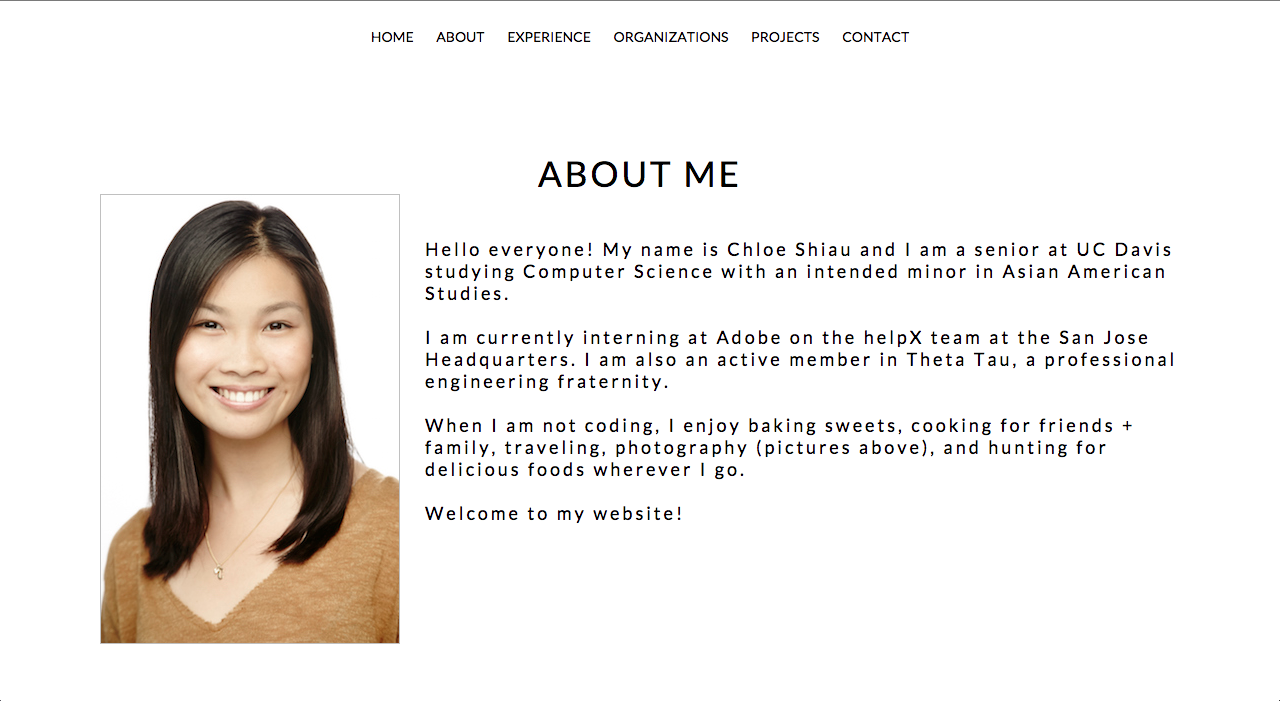 HOME ABOUT EXPERIENCE ORGANIZATIONS PROJECTS CONTACT
ABOUT ME
Hello everyone! My name is Chloe Shiau and I am a senior at UC Davis
studying Computer Science with an intended minor in Asian American
Studies.
I am currently interning at Adobe on the helpX team at the San Jose
Headquarters. I am also an active member in Theta Tau, a professional
engineering fraternity.
When I am not coding, I enjoy baking sweets, cooking for friends +
family, traveling, photography (pictures above), and hunting for
delicious foods wherever I go.
Welcome to my website!